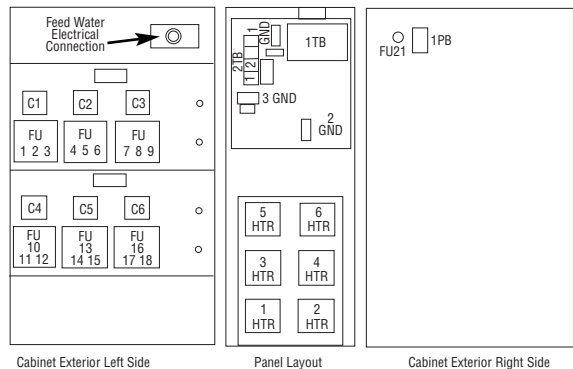 Feed Water
Electrical
Connection
C1 C2 C3
FU
1 2 3
FU
4 5 6
FU
7 8 9
C4 C5 C6
FU
10
11 12
FU
13
14 15
FU
16
17 18
Cabinet Exterior Left Side
1
GND
1TB
2TB
1 2
3 GND
2
GND
5
HTR
6
HTR
3
HTR
4
HTR
1
HTR
2
HTR
Panel Layout
FU21
1PB
Cabinet Exterior Right Side